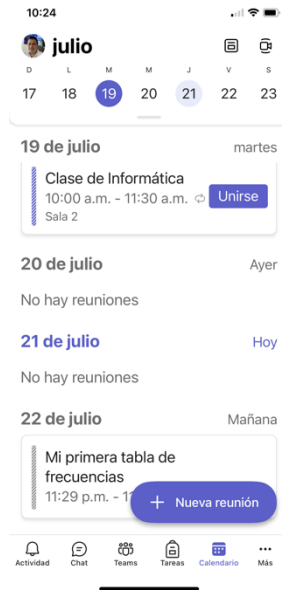 10:24
julio
D L M M J V S
17 18 19 20 21 22 23
19 de julio martes
Clase de Informática
10:00 a.m. - 11:30 a.m. Unirse
Sala 2
20 de julio Ayer
No hay reuniones
21 de julio Hoy
No hay reuniones
22 de julio Mañana
Mi primera tabla de
frecuencias
11:29 p.m. - 11
+ Nueva reunión
Actividad Chat Teams Tareas Calendario Más